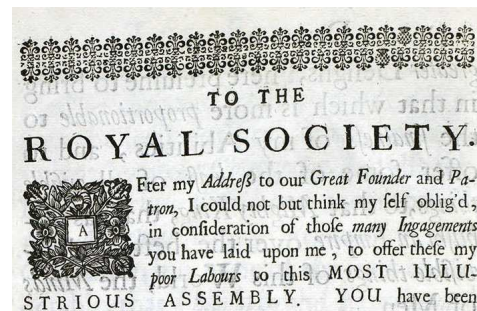 TO THE
ROYAL SOCIETY.
AFter my Addreß to our Great Founder and Pa-
tron, I could not but think my ſelf oblig'd,
in conſideration of thoſe many Ingagements
you have laid upon me, to offer theſe my
poor Labours to this MOST ILLU-
STRIOUS ASSEMBLY. YOU have been